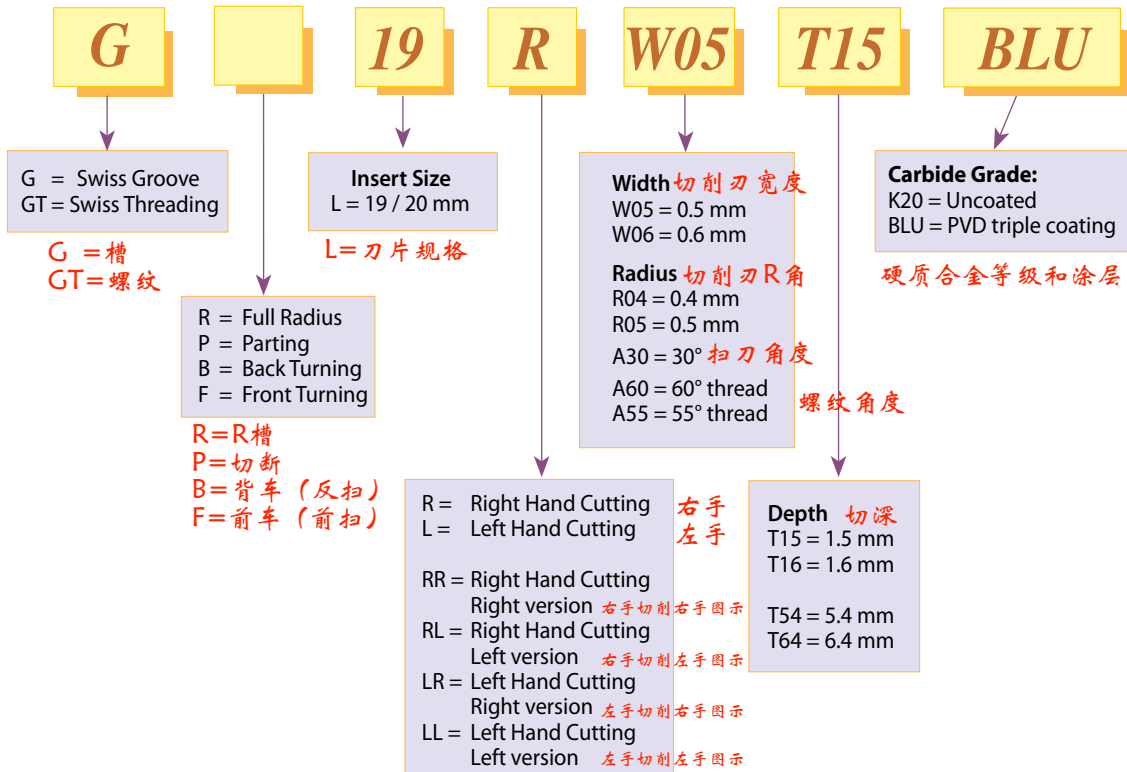 G 19 R W05 T15 BLU
G = Swiss Groove
GT = Swiss Threading
G =槽
GT=螺纹
R = Full Radius
P = Parting
B = Back Turning
F = Front Turning
R=R槽
P=切断
B=背车（反扫）
F=前车（前扫）
Insert Size
L = 19 / 20 mm
L=刀片规格
R = Right Hand Cutting 右手
L = Left Hand Cutting 左手
RR = Right Hand Cutting
Right version 右手切削右手图示
RL = Right Hand Cutting
Left version 右手切削左手图示
LR = Left Hand Cutting
Right version 左手切削右手图示
LL = Left Hand Cutting
Left version 左手切削左手图示
Width 切削刃宽度
W05 = 0.5 mm
W06 = 0.6 mm
Radius 切削刃R角
R04 = 0.4 mm
R05 = 0.5 mm
A30 = 30° 扫刀角度
A60 = 60° thread
A55 = 55° thread
螺纹角度
Depth 切深
T15 = 1.5 mm
T16 = 1.6 mm
T54 = 5.4 mm
T64 = 6.4 mm
Carbide Grade:
K20 = Uncoated
BLU = PVD triple coating
硬质合金等级和涂层